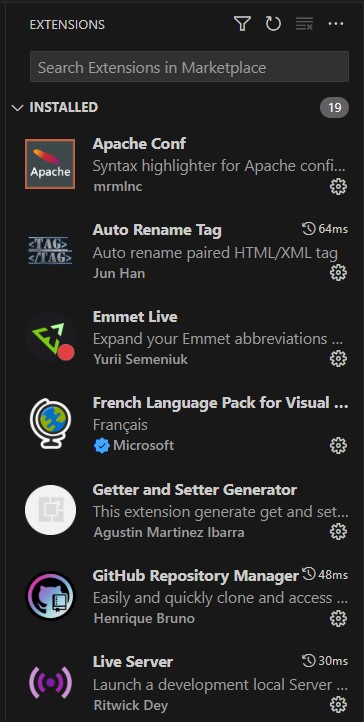 EXTENSIONS
Search Extensions in Marketplace
INSTALLED 19
Apache
Apache Conf
Syntax highlighter for Apache confi...
mrmlnc
<TAG>
</TAG>
Auto Rename Tag 64ms
Auto rename paired HTML/XML tag
Jun Han
Emmet Live
Expand your Emmet abbreviations ...
Yurii Semeniuk
French Language Pack for Visual ...
Français
Microsoft
Getter and Setter Generator
This extension generate get and set...
Agustin Martinez Ibarra
GitHub Repository Manager 48ms
Easily and quickly clone and access ...
Henrique Bruno
Live Server 30ms
Launch a development local Server ...
Ritwick Dey